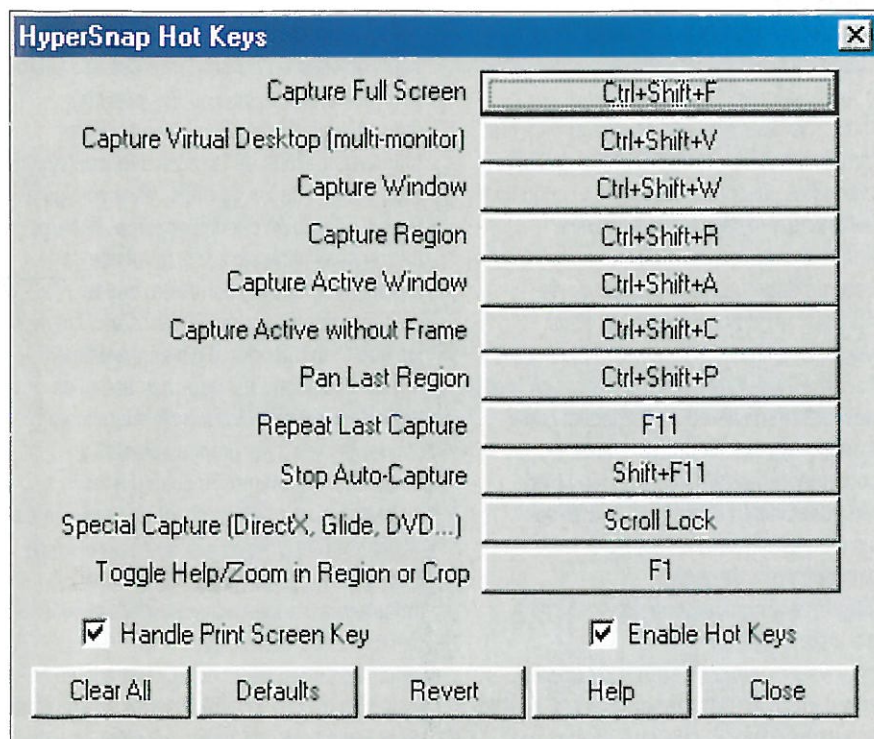 HyperSnap Hot Keys
Capture Full Screen Ctrl+Shift+F
Capture Virtual Desktop (multi-monitor) Ctrl+Shift+V
Capture Window Ctrl+Shift+W
Capture Region Ctrl+Shift+R
Capture Active Window Ctrl+Shift+A
Capture Active without Frame Ctrl+Shift+C
Pan Last Region Ctrl+Shift+P
Repeat Last Capture F11
Stop Auto-Capture Shift+F11
Special Capture (DirectX, Glide, DVD...) Scroll Lock
Toggle Help/Zoom in Region or Crop F1
Handle Print Screen Key Enable Hot Keys
Clear All Defaults Revert Help Close